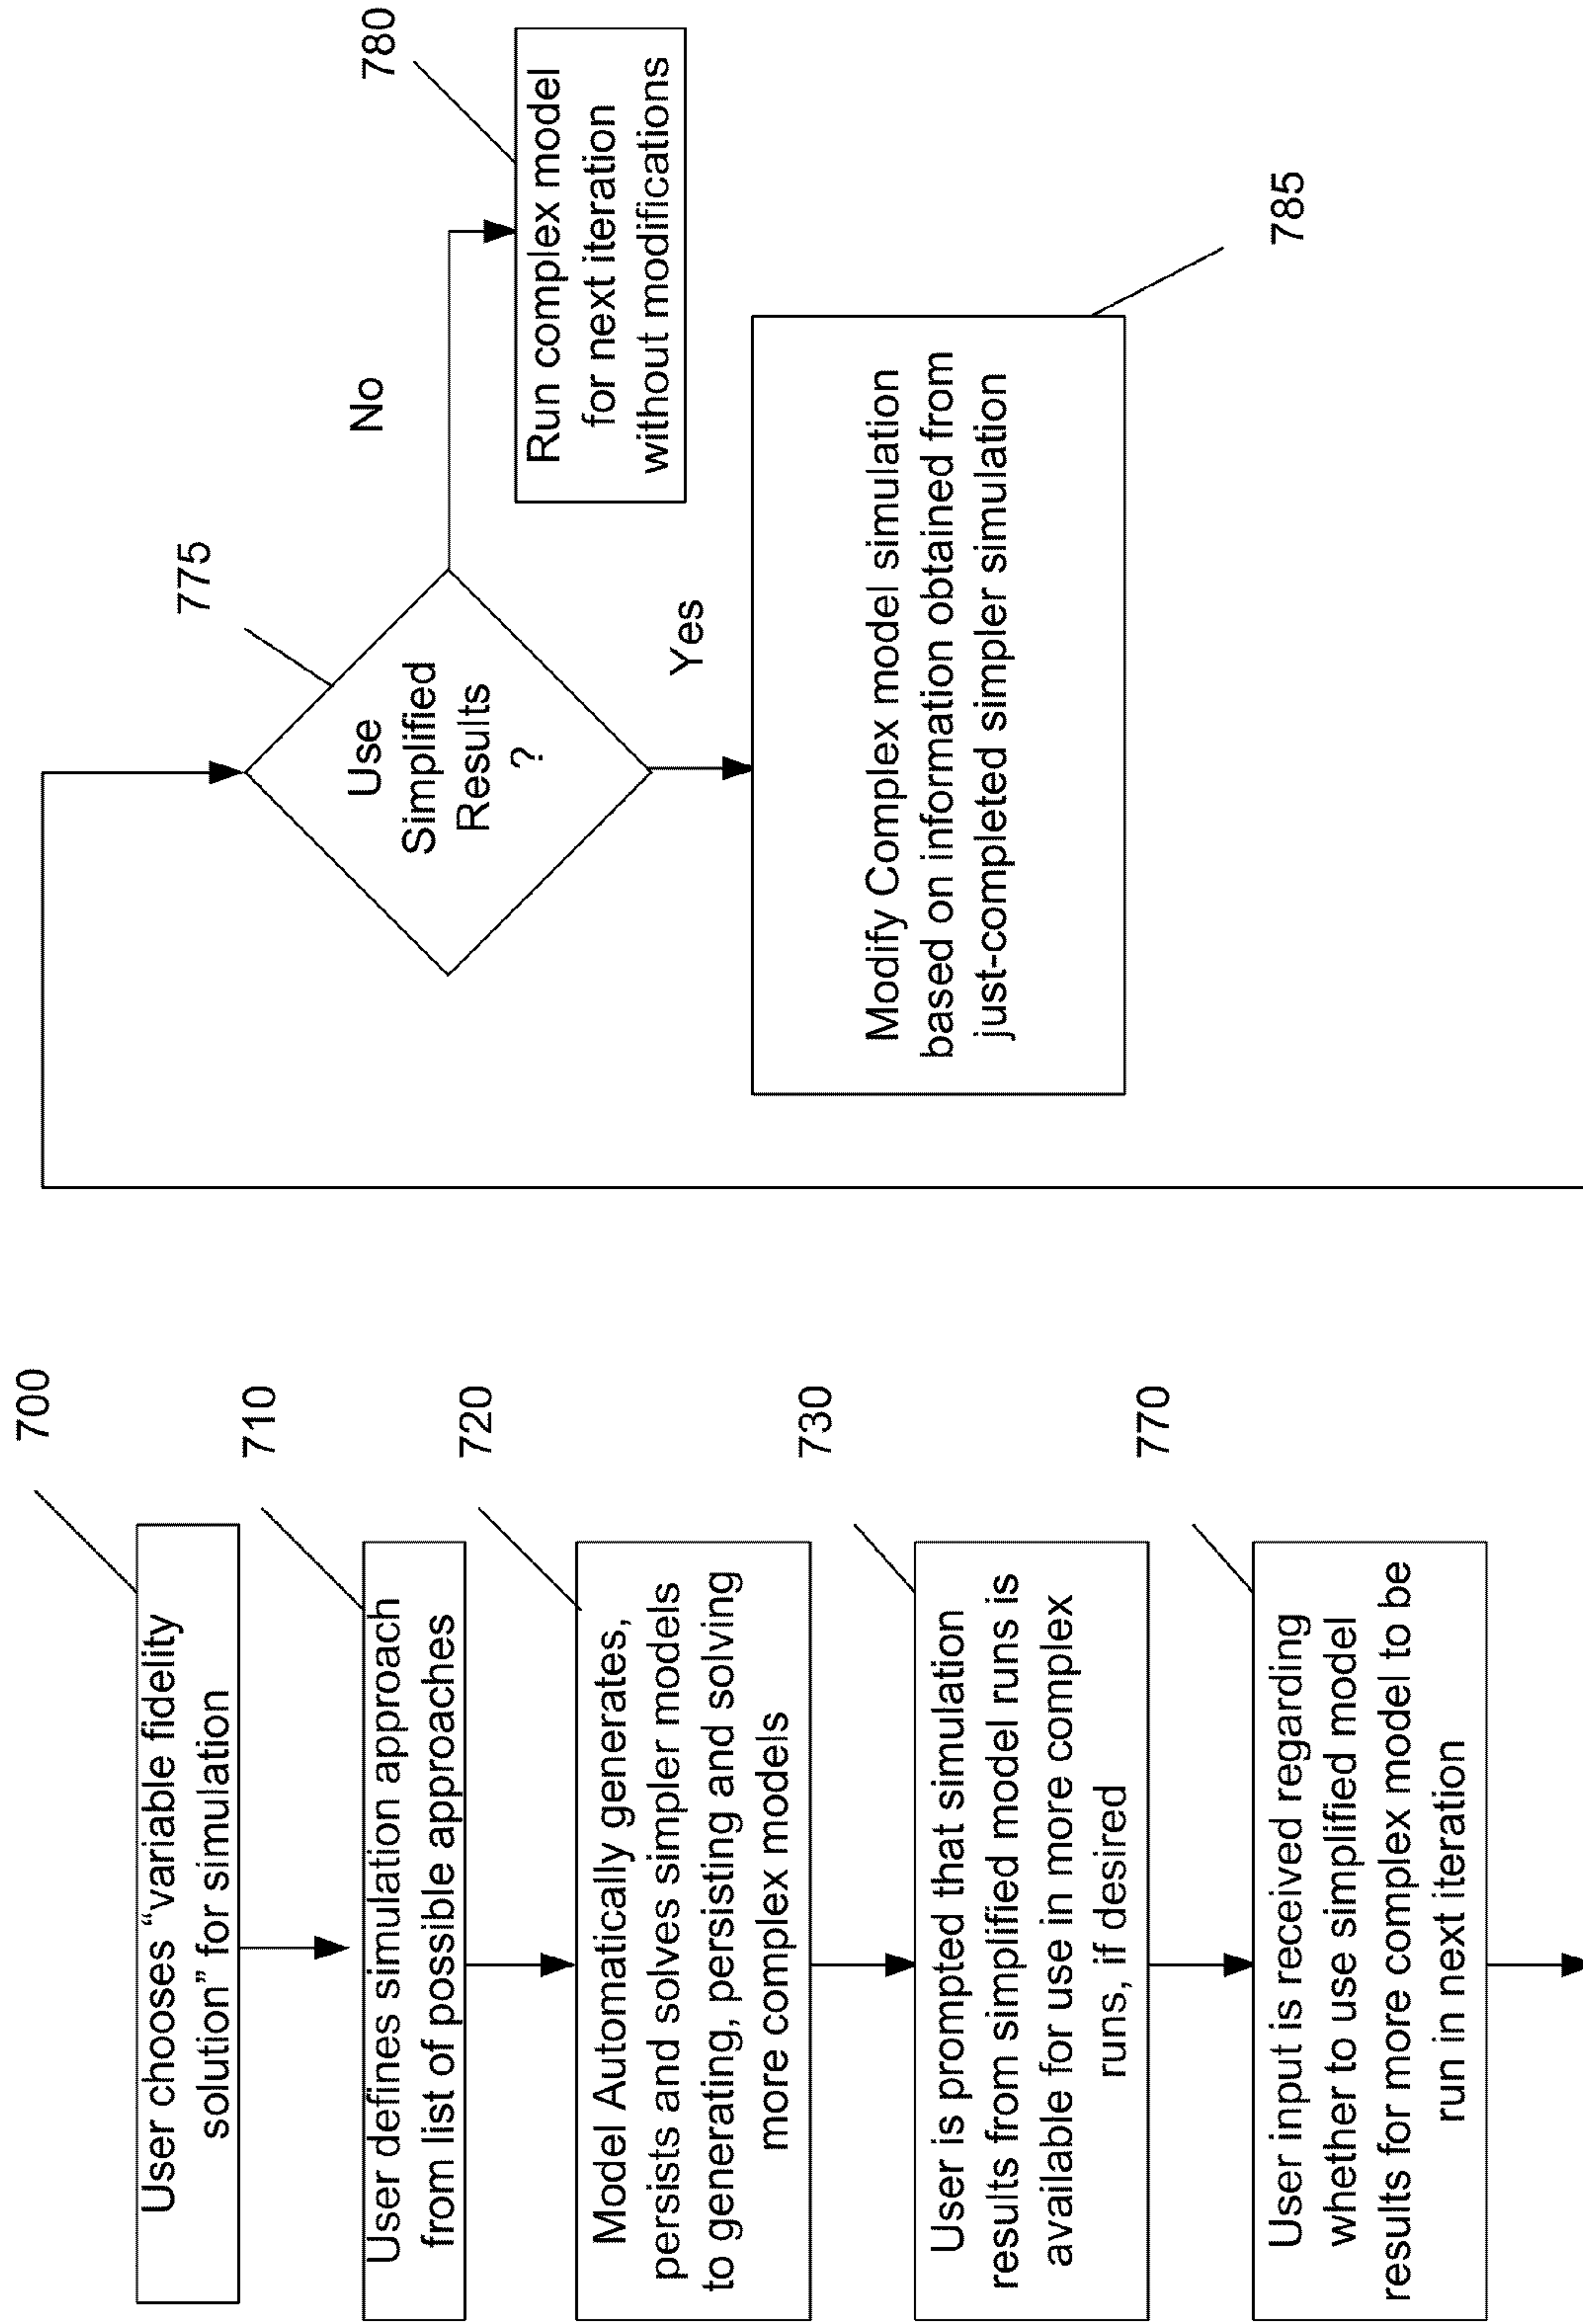 700
User chooses “variable fidelity
solution” for simulation
710
User defines simulation approach
from list of possible approaches
720
Model Automatically generates,
persists and solves simpler models
to generating, persisting and solving
more complex models
730
User is prompted that simulation
results from simplified model runs is
available for use in more complex
runs, if desired
770
User input is received regarding
whether to use simplified model
results for more complex model to be
run in next iteration
775
Use
Simplified
Results
?
No
780
Run complex model
for next iteration
without modifications
Yes
785
Modify Complex model simulation
based on information obtained from
just-completed simpler simulation